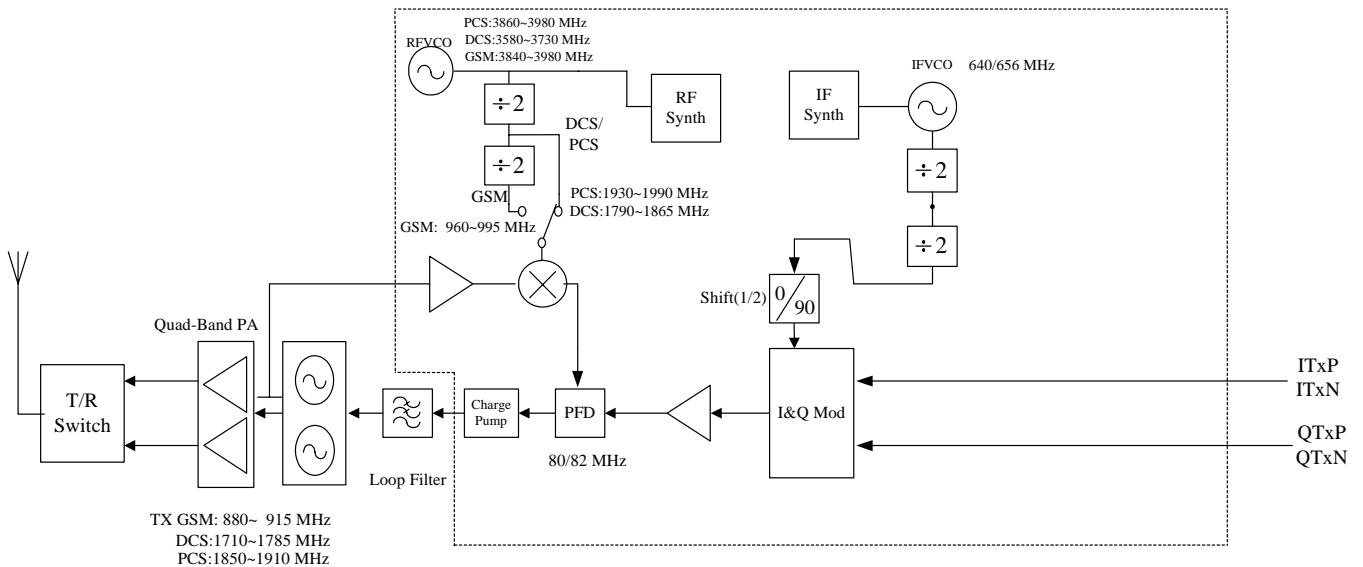 PCS:3860~3980 MHz
DCS:3580~3730 MHz
GSM:3840~3980 MHz
RFVCO
÷2
÷2
RF
Synth
DCS/
PCS
GSM
PCS:1930~1990 MHz
DCS:1790~1865 MHz
GSM: 960~995 MHz
IF
Synth
IFVCO 640/656 MHz
÷2
÷2
Shift(1/2)
0/90
Quad-Band PA
T/R
Switch
Loop Filter
Charge
Pump
PFD
80/82 MHz
I&Q Mod
ITxP
ITxN
QTxP
QTxN
TX GSM: 880~ 915 MHz
DCS:1710~1785 MHz
PCS:1850~1910 MHz